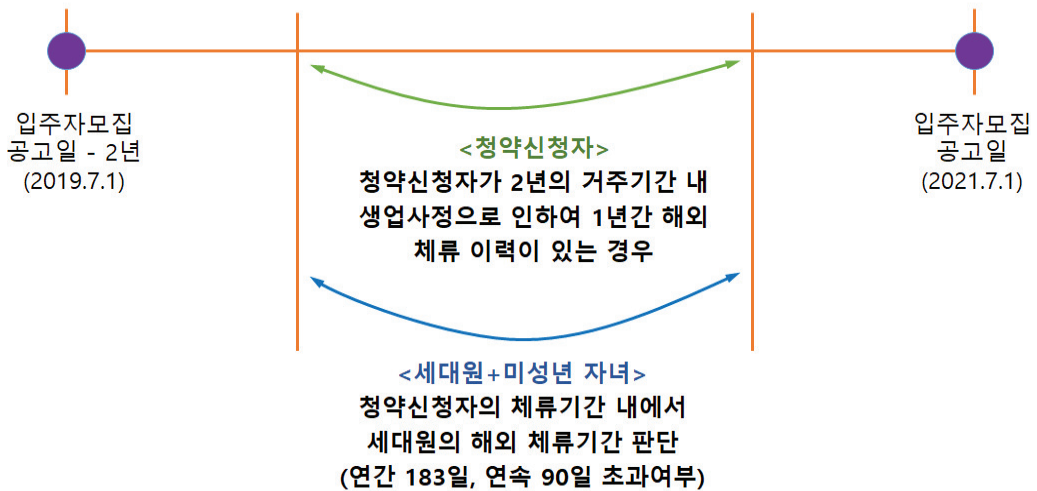 입주자모집
공고일 - 2년
(2019.7.1)
입주자모집
공고일
(2021.7.1)
<청약신청자>
청약신청자가 2년의 거주기간 내
생업사정으로 인하여 1년간 해외
체류 이력이 있는 경우
<세대원+미성년 자녀>
청약신청자의 체류기간 내에서
세대원의 해외 체류기간 판단
(연간 183일, 연속 90일 초과여부)